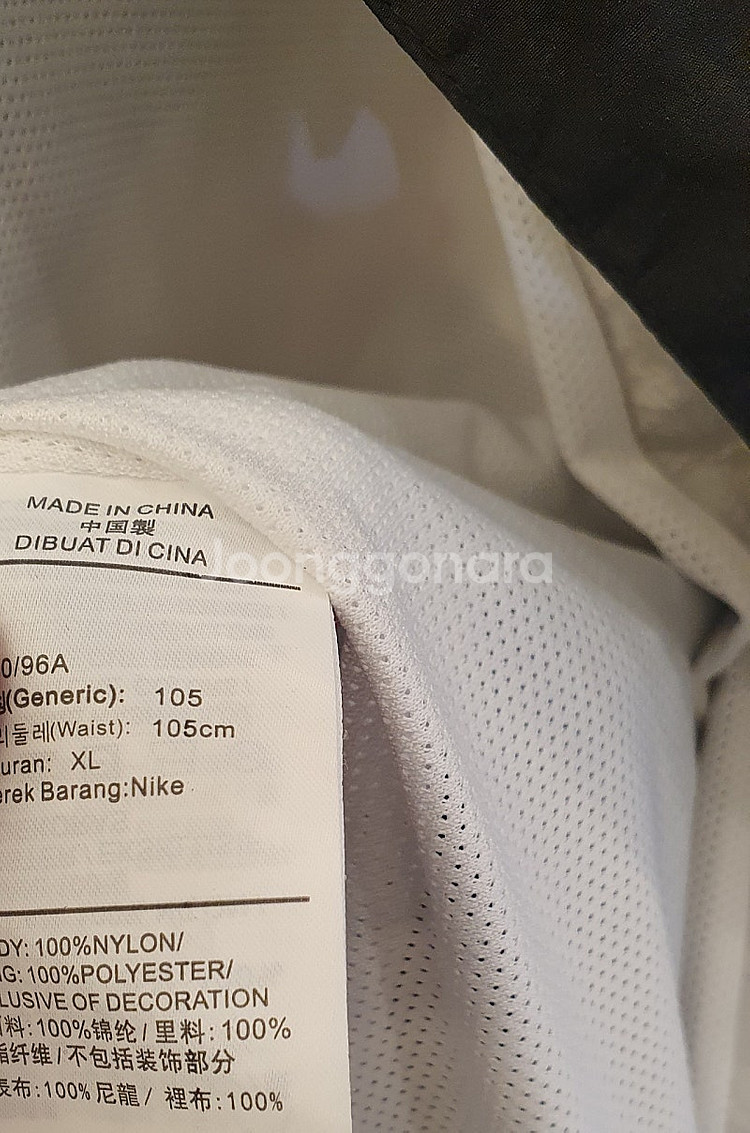 MADE IN CHINA
中国製
DIBUAT DI CINA
Joonggonara
0/96A
(Generic): 105
둘레(Waist): 105cm
uran: XL
erek Barang:Nike
DY: 100%NYLON/
G: 100%POLYESTER/
LUSIVE OF DECORATION
料:100%锦纶/里料:100%
纤维/不包括装饰部分
表布:100%尼龍/ 裡布:100%